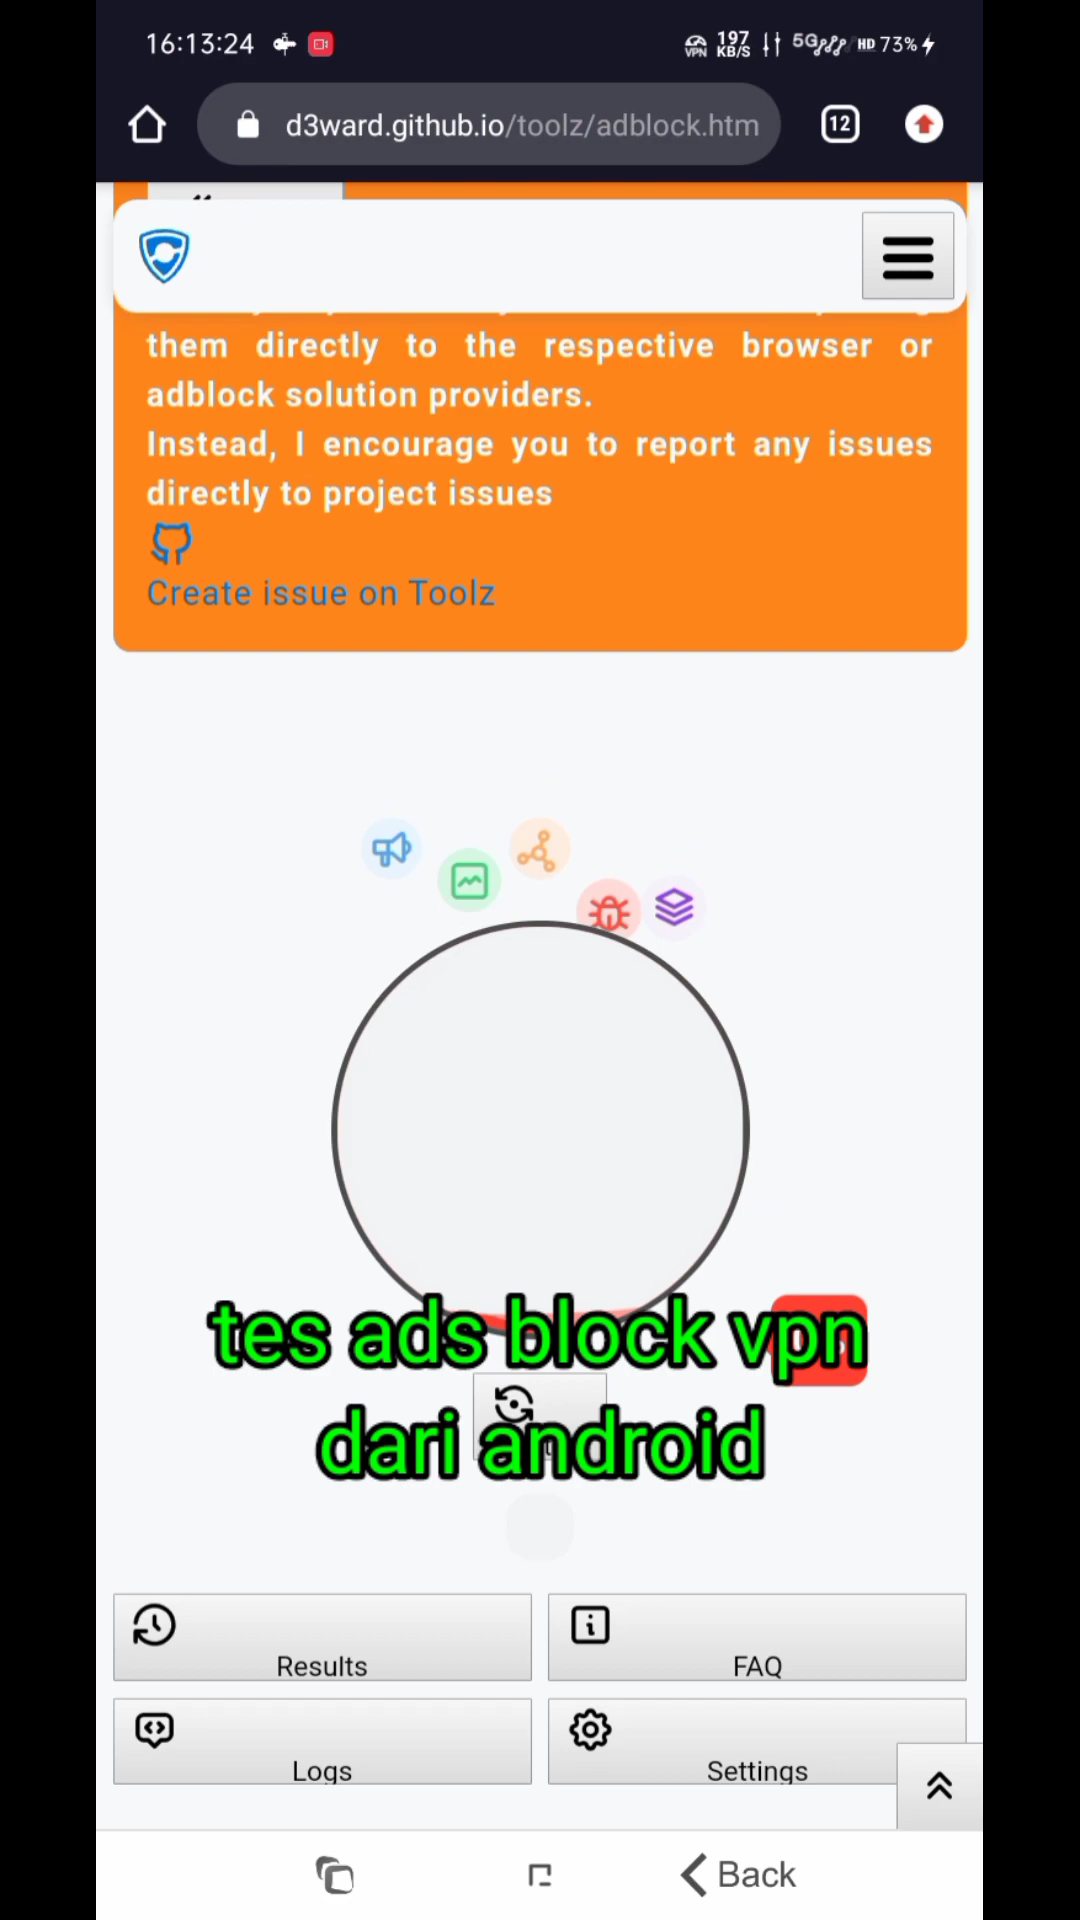 16:13:24 VPN 197 KB/S 5G HD 73%
d3ward.github.io/toolz/adblock.htm 12
them directly to the respective browser or
adblock solution providers.
Instead, I encourage you to report any issues
directly to project issues
Create issue on Toolz
tes ads block vpn
dari android
Results
FAQ
Logs
Settings
Back